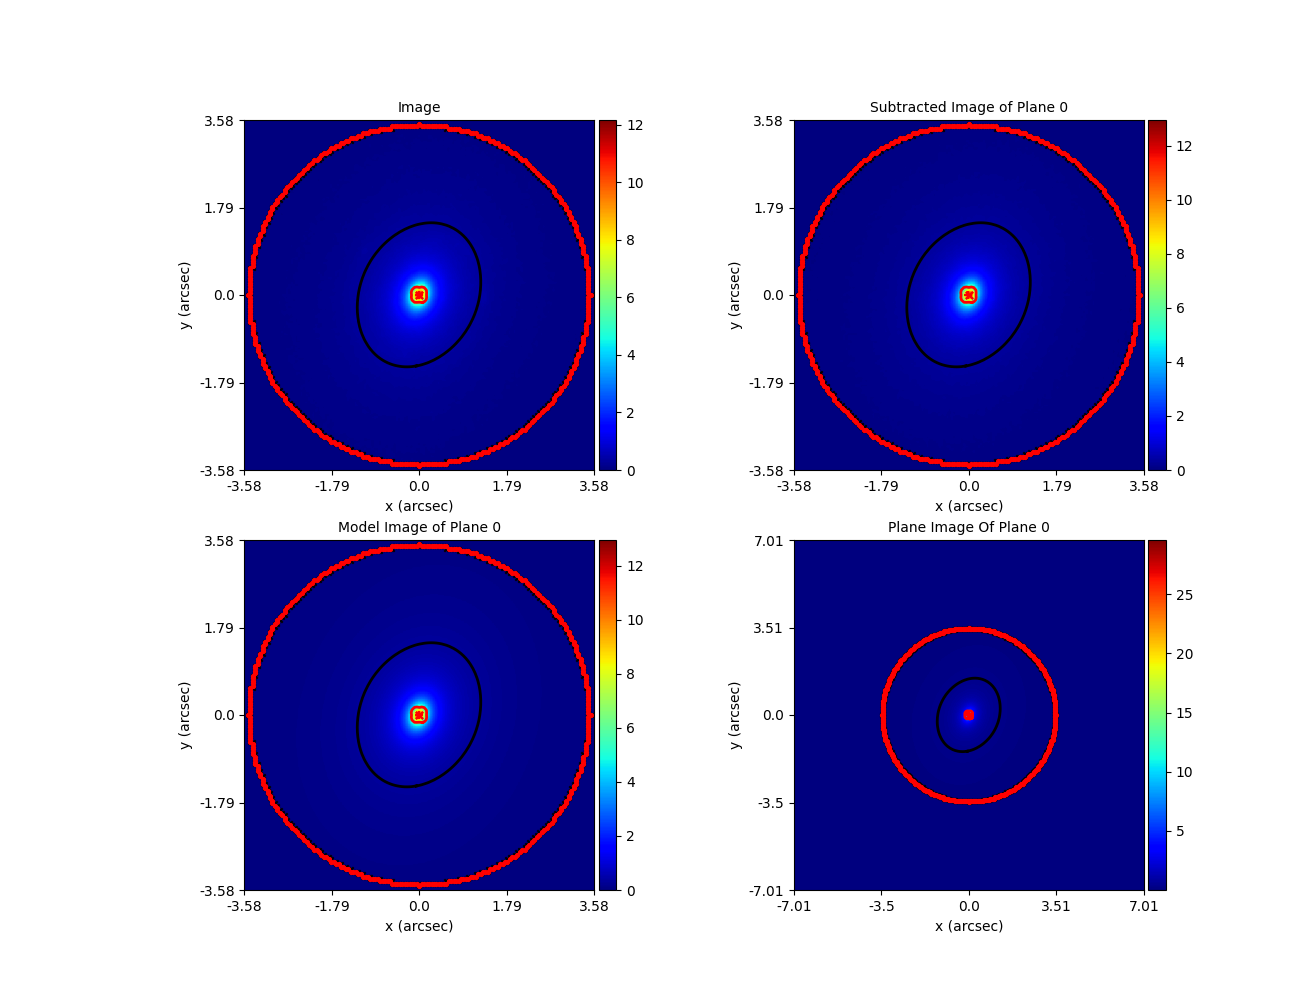 Image
3.58
1.79
0.0
-1.79
-3.58
y (arcsec)
-3.58 -1.79 0.0 1.79 3.58
x (arcsec)
12
10
8
6
4
2
0
Subtracted Image of Plane 0
3.58
1.79
0.0
-1.79
-3.58
y (arcsec)
-3.58 -1.79 0.0 1.79 3.58
x (arcsec)
12
10
8
6
4
2
0
Model Image of Plane 0
3.58
1.79
0.0
-1.79
-3.58
y (arcsec)
-3.58 -1.79 0.0 1.79 3.58
x (arcsec)
12
10
8
6
4
2
0
Plane Image Of Plane 0
7.01
3.51
0.0
-3.5
-7.01
y (arcsec)
-7.01 -3.5 0.0 3.51 7.01
x (arcsec)
25
20
15
10
5